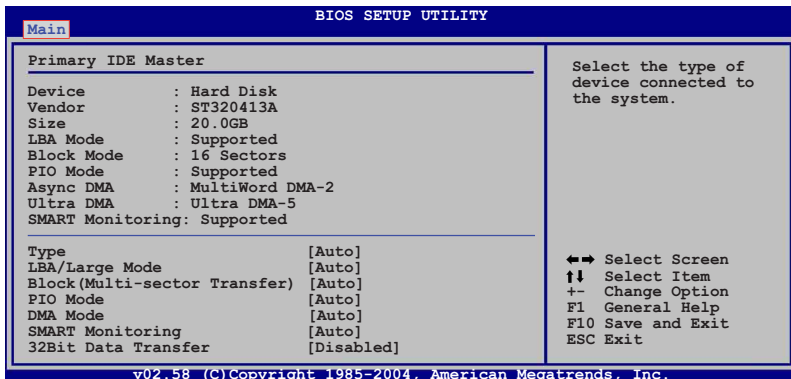 BIOS SETUP UTILITY
Main
Primary IDE Master
Device : Hard Disk
Vendor : ST320413A
Size : 20.0GB
LBA Mode : Supported
Block Mode : 16 Sectors
PIO Mode : Supported
Async DMA : MultiWord DMA-2
Ultra DMA : Ultra DMA-5
SMART Monitoring: Supported
Type [Auto]
LBA/Large Mode [Auto]
Block(Multi-sector Transfer) [Auto]
PIO Mode [Auto]
DMA Mode [Auto]
SMART Monitoring [Auto]
32Bit Data Transfer [Disabled]
Select the type of
device connected to
the system.
Select Screen
Select Item
+- Change Option
F1 General Help
F10 Save and Exit
ESC Exit
v02.58 (C)Copyright 1985-2004, American Megatrends, Inc.